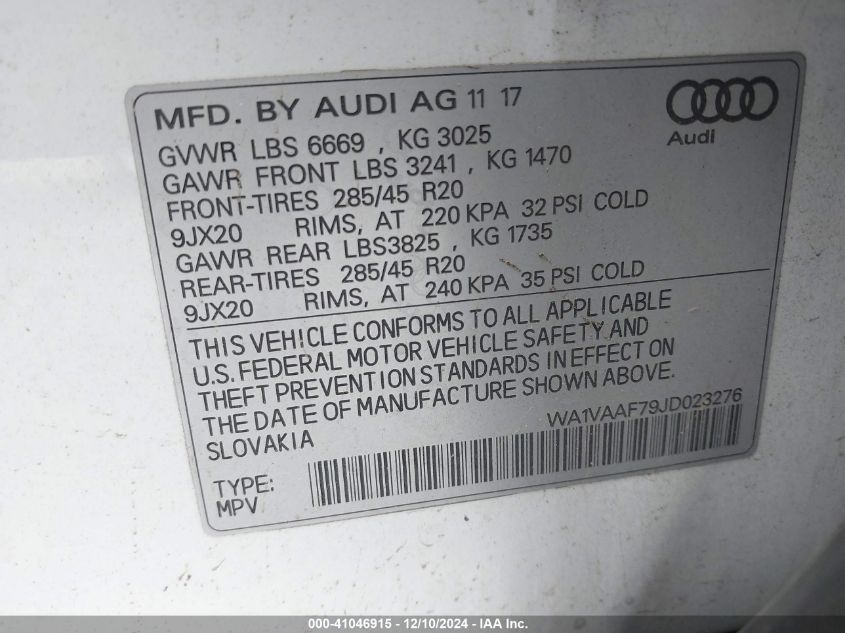 MFD. BY AUDI AG 11 17
Audi
GVWR LBS 6669 , KG 3025
GAWR FRONT LBS 3241 , KG 1470
FRONT-TIRES 285/45 R20
9JX20 RIMS, AT 220 KPA 32 PSI COLD
GAWR REAR LBS3825 , KG 1735
REAR-TIRES 285/45 R20
9JX20 RIMS, AT 240 KPA 35 PSI COLD
THIS VEHICLE CONFORMS TO ALL APPLICABLE
U.S. FEDERAL MOTOR VEHICLE SAFETY AND
THEFT PREVENTION STANDARDS IN EFFECT ON
THE DATE OF MANUFACTURE SHOWN ABOVE.
SLOVAKIA
WA1VAAF79JD023276
TYPE:
MPV
000-41046915 - 12/10/2024 - IAAI Inc.